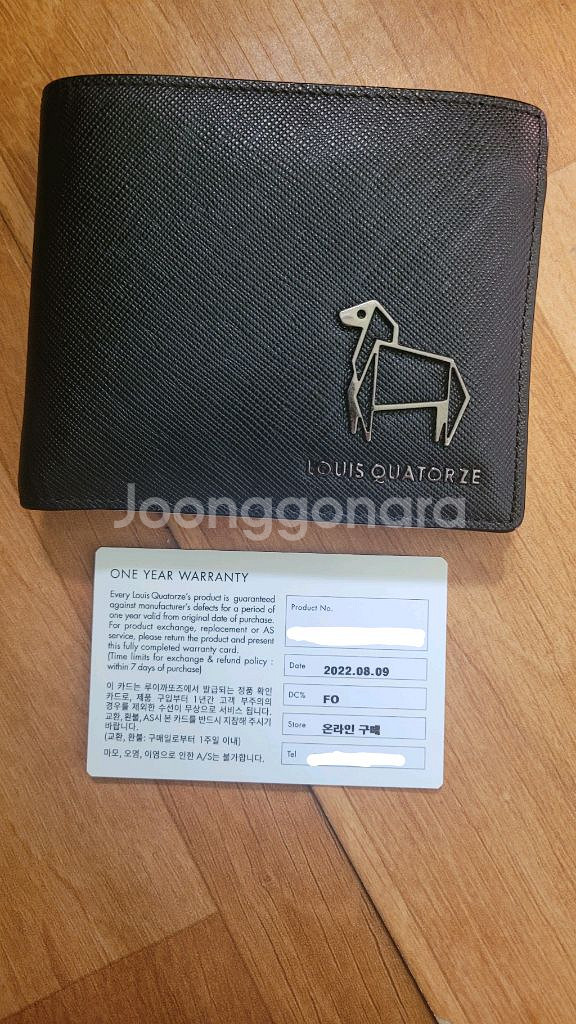 LOUIS QUATORZE
Joonggonara
ONE YEAR WARRANTY
Every Louis Quatorze's product is guaranteed
against manufacturer's defects for a period of
one year valid from original date of purchase.
For product exchange, replacement or AS
service, please return the product and present
this fully completed warranty card.
(Time limits for exchange & refund policy :
within 7 days of purchase)
이 카드는 루이까또즈에서 발급되는 정품 확인
카드로, 제품 구입부터 1년간 고객 부주의의
경우를 제외한 수선이 무상으로 서비스 됩니다.
교환, 환불, AS시 본 카드를 반드시 지참해 주시기
바랍니다.
(교환, 환불: 구매일로부터 1주일 이내)
마모, 오염, 이염으로 인한 A/S는 불가합니다.
Product No.
Date 2022.08.09
DC% FO
Store 온라인 구매
Tel